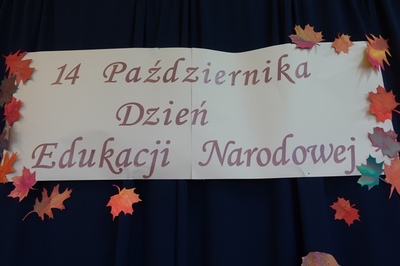 14 Października
Dzień
Edukacji Narodowej